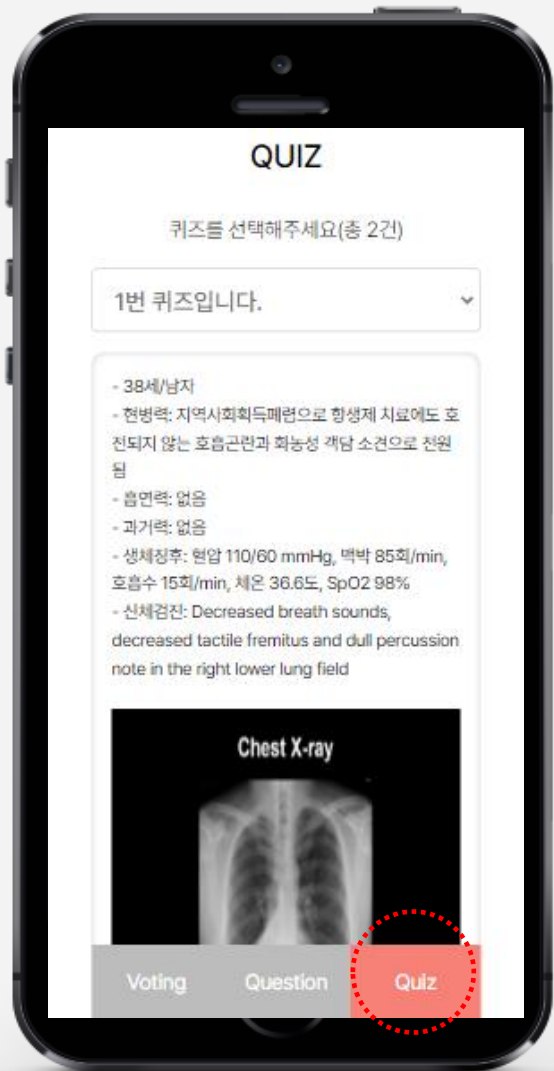 QUIZ
퀴즈를 선택해주세요(총 2건)
1번 퀴즈입니다.
- 38세/남자
- 현병력: 지역사회획득폐렴으로 항생제 치료에도 호
전되지 않는 호흡곤란과 화농성 객담 소견으로 전원
됨
- 흡연력: 없음
- 과거력: 없음
- 생체징후: 혈압 110/60 mmHg, 맥박 85회/min,
호흡수 15회/min, 체온 36.6도, SpO2 98%
- 신체검진: Decreased breath sounds,
decreased tactile fremitus and dull percussion
note in the right lower lung field
Chest X-ray
Voting Question Quiz